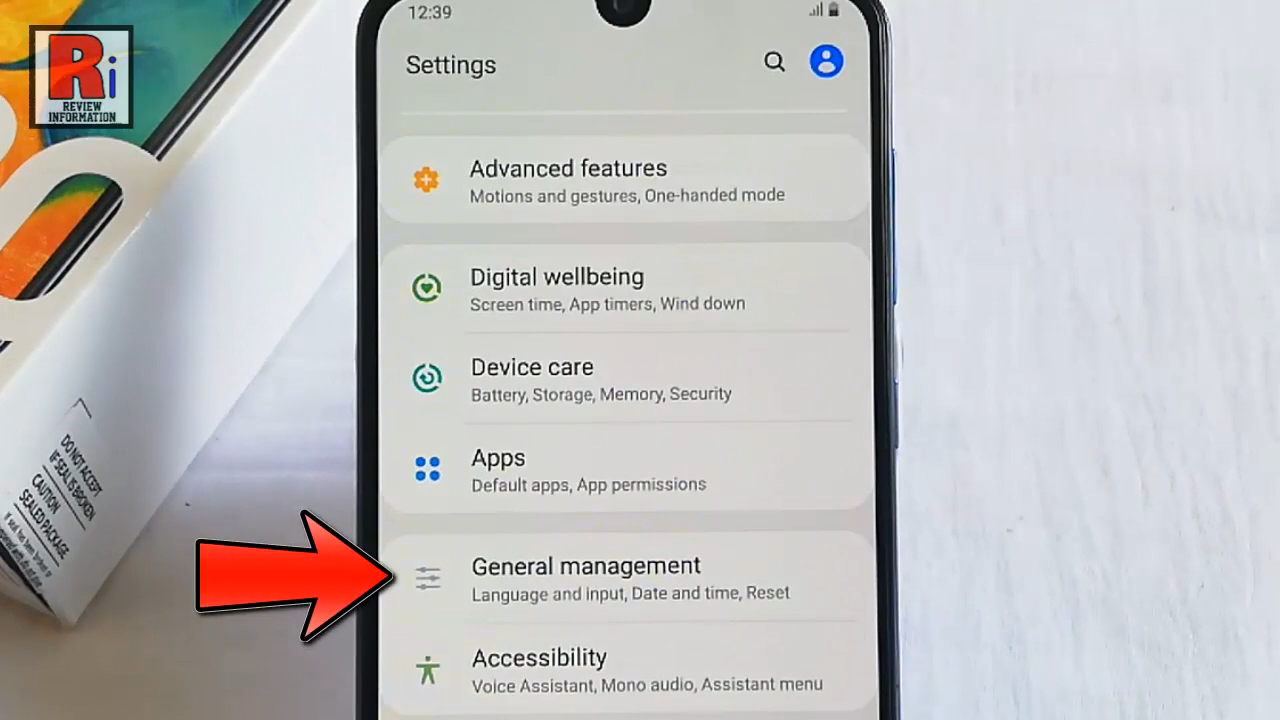 Ri
REVIEW
INFORMATION
12:39
Settings
Advanced features
Motions and gestures, One-handed mode
Digital wellbeing
Screen time, App timers, Wind down
Device care
Battery, Storage, Memory, Security
Apps
Default apps, App permissions
General management
Language and input, Date and time, Reset
Accessibility
Voice Assistant, Mono audio, Assistant menu
DO NOT ACCEPT
IF SEAL IS BROKEN
CAUTION
SEALED PACKAGE